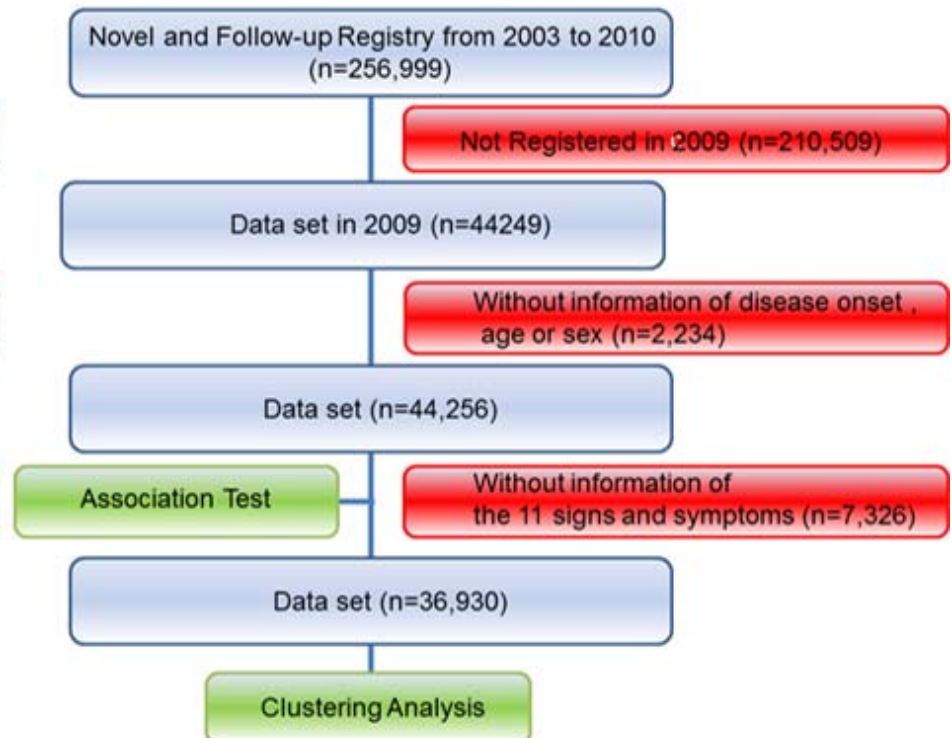 Novel and Follow-up Registry from 2003 to 2010
(n=256,999)
Not Registered in 2009 (n=210,509)
Data set in 2009 (n=44249)
Without information of disease onset ,
age or sex (n=2,234)
Data set (n=44,256)
Association Test
Without information of
the 11 signs and symptoms (n=7,326)
Data set (n=36,930)
Clustering Analysis